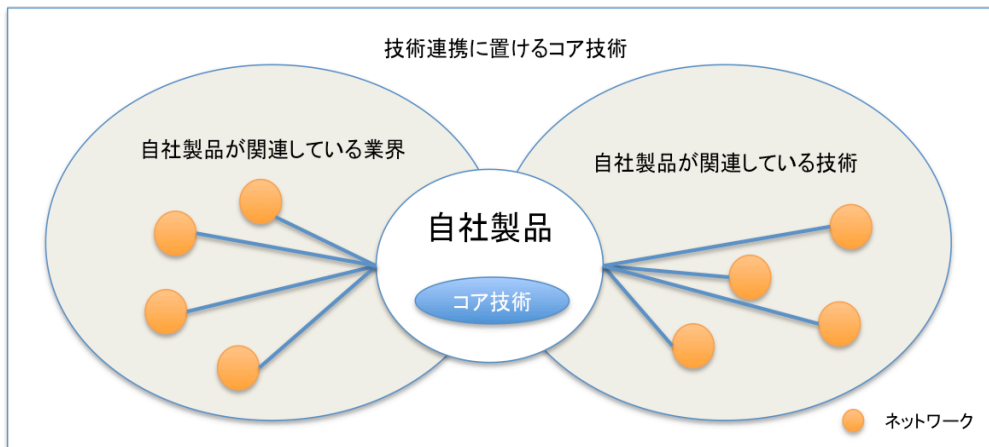 技術連携に置けるコア技術
自社製品が関連している業界
自社製品が関連している技術
自社製品
コア技術
ネットワーク